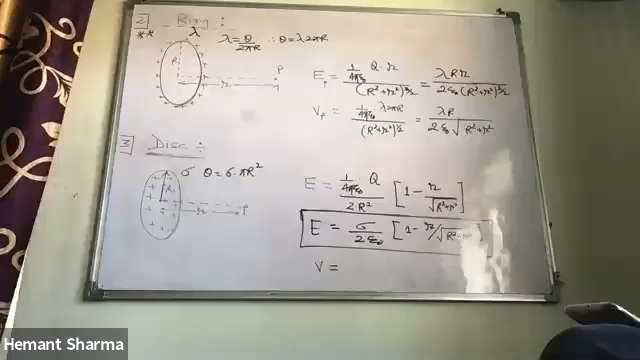 2] Ring :-
**
λ λ = Q/2πR ∴ Q = λ2πR
R
r P
E_P = 1/4πε₀ Q·r / (R²+r²)^3/2 = λRr / 2ε₀(R²+r²)^3/2
V_P = 1/4πε₀ λ2πR / (R²+r²)^1/2 = λR / 2ε₀√R²+r²
3] Disc :-
σ Q = σ·πR²
R
r P
E = 1/4πε₀ · Q / 2R² [1 - r/√R²+r²]
E = σ/2ε₀ [1 - r/√R²+r²]
V =
Hemant Sharma